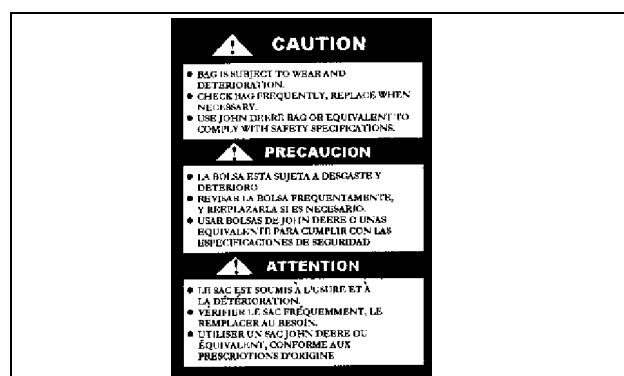 CAUTION
● BAG IS SUBJECT TO WEAR AND
DETERIORATION.
● CHECK BAG FREQUENTLY, REPLACE WHEN
NECESSARY.
● USE JOHN DEERE BAG OR EQUIVALENT TO
COMPLY WITH SAFETY SPECIFICATIONS.
PRECAUCION
● LA BOLSA ESTA SUJETA A DESGASTE Y
DETERIORO
● REVISAR LA BOLSA FREQUENTAMENTE,
Y REEPLAZARLA SI ES NECESARIO.
● USAR BOLSAS DE JOHN DEERE O UNAS
EQUIVALENTE PARA CUMPLIR CON LAS
ESPECIFICACIONES DE SEGURIDAD
ATTENTION
● LE SAC EST SOUMIS À L'USURE ET À
LA DÉTÉRIORATION.
● VÉRIFIER LE SAC FRÉQUEMMENT, LE
REMPLACER AU BESOIN.
● UTILISER UN SAC JOHN DEERE OU
ÉQUIVALENT, CONFORME AUX
PRESCRIOTIONS D'ORIGINE